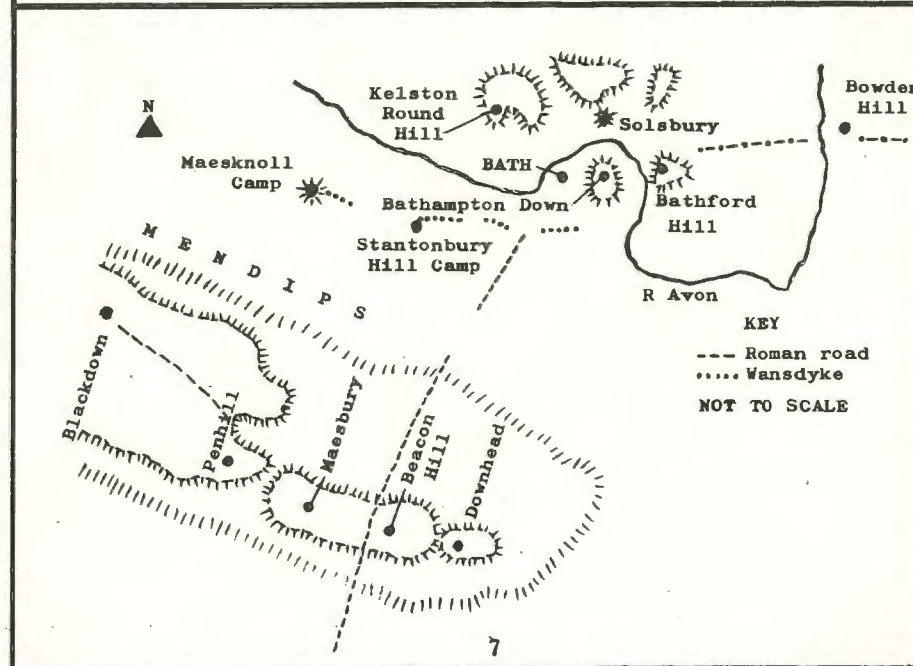 N
Kelston
Round
Hill
Solsbury
Bowden
Hill
Maesknoll
Camp
BATH
Bathampton Down
Bathford
Hill
Stantonbury
Hill Camp
R Avon
MENDIPS
KEY
Roman road
Wansdyke
NOT TO SCALE
Blackdown
Penhill
Maesbury
Beacon
Hill
Downhead
7